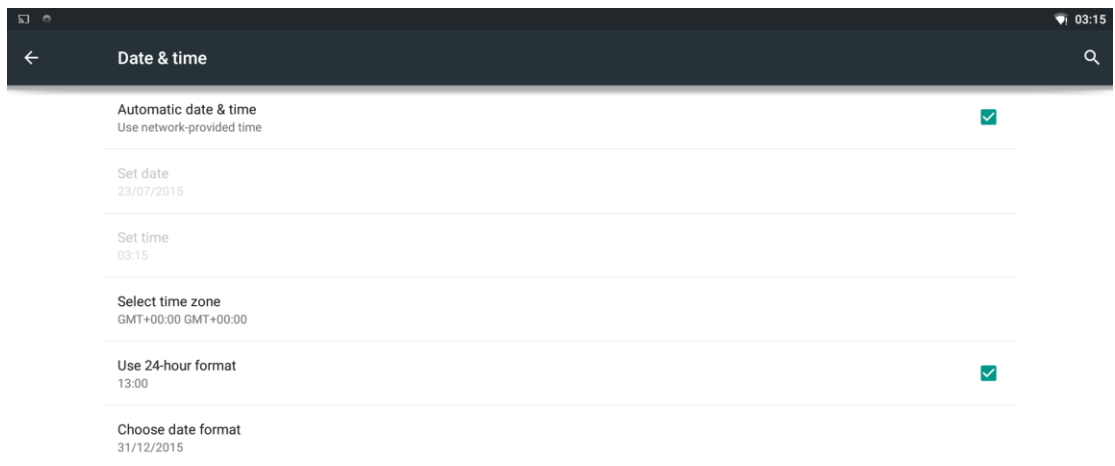 03:15
Date & time
Automatic date & time
Use network-provided time
Set date
23/07/2015
Set time
03:15
Select time zone
GMT+00:00 GMT+00:00
Use 24-hour format
13:00
Choose date format
31/12/2015